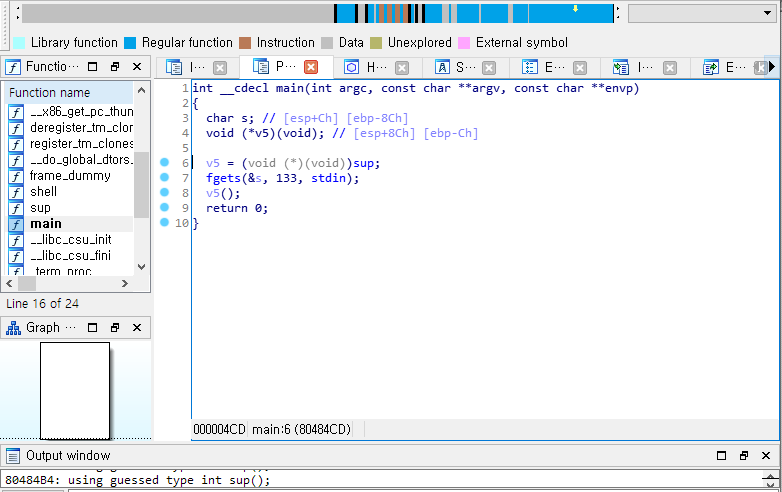 Library function Regular function Instruction Data Unexplored External symbol
Functio···
I··· P··· H··· S··· E··· I··· E···
Function name
__x86_get_pc_thun
deregister_tm_clor
register_tm_clones
__do_global_dtors_
frame_dummy
shell
sup
main
__libc_csu_init
__libc_csu_fini
Line 16 of 24
Graph ···
1 int __cdecl main(int argc, const char **argv, const char **envp)
2 {
3 char s; // [esp+Ch] [ebp-8Ch]
4 void (*v5)(void); // [esp+8Ch] [ebp-Ch]
5
6 v5 = (void (*)(void))sup;
7 fgets(&s, 133, stdin);
8 v5();
9 return 0;
10 }
000004CD main:6 (80484CD)
Output window
80484B4: using guessed type int sup();